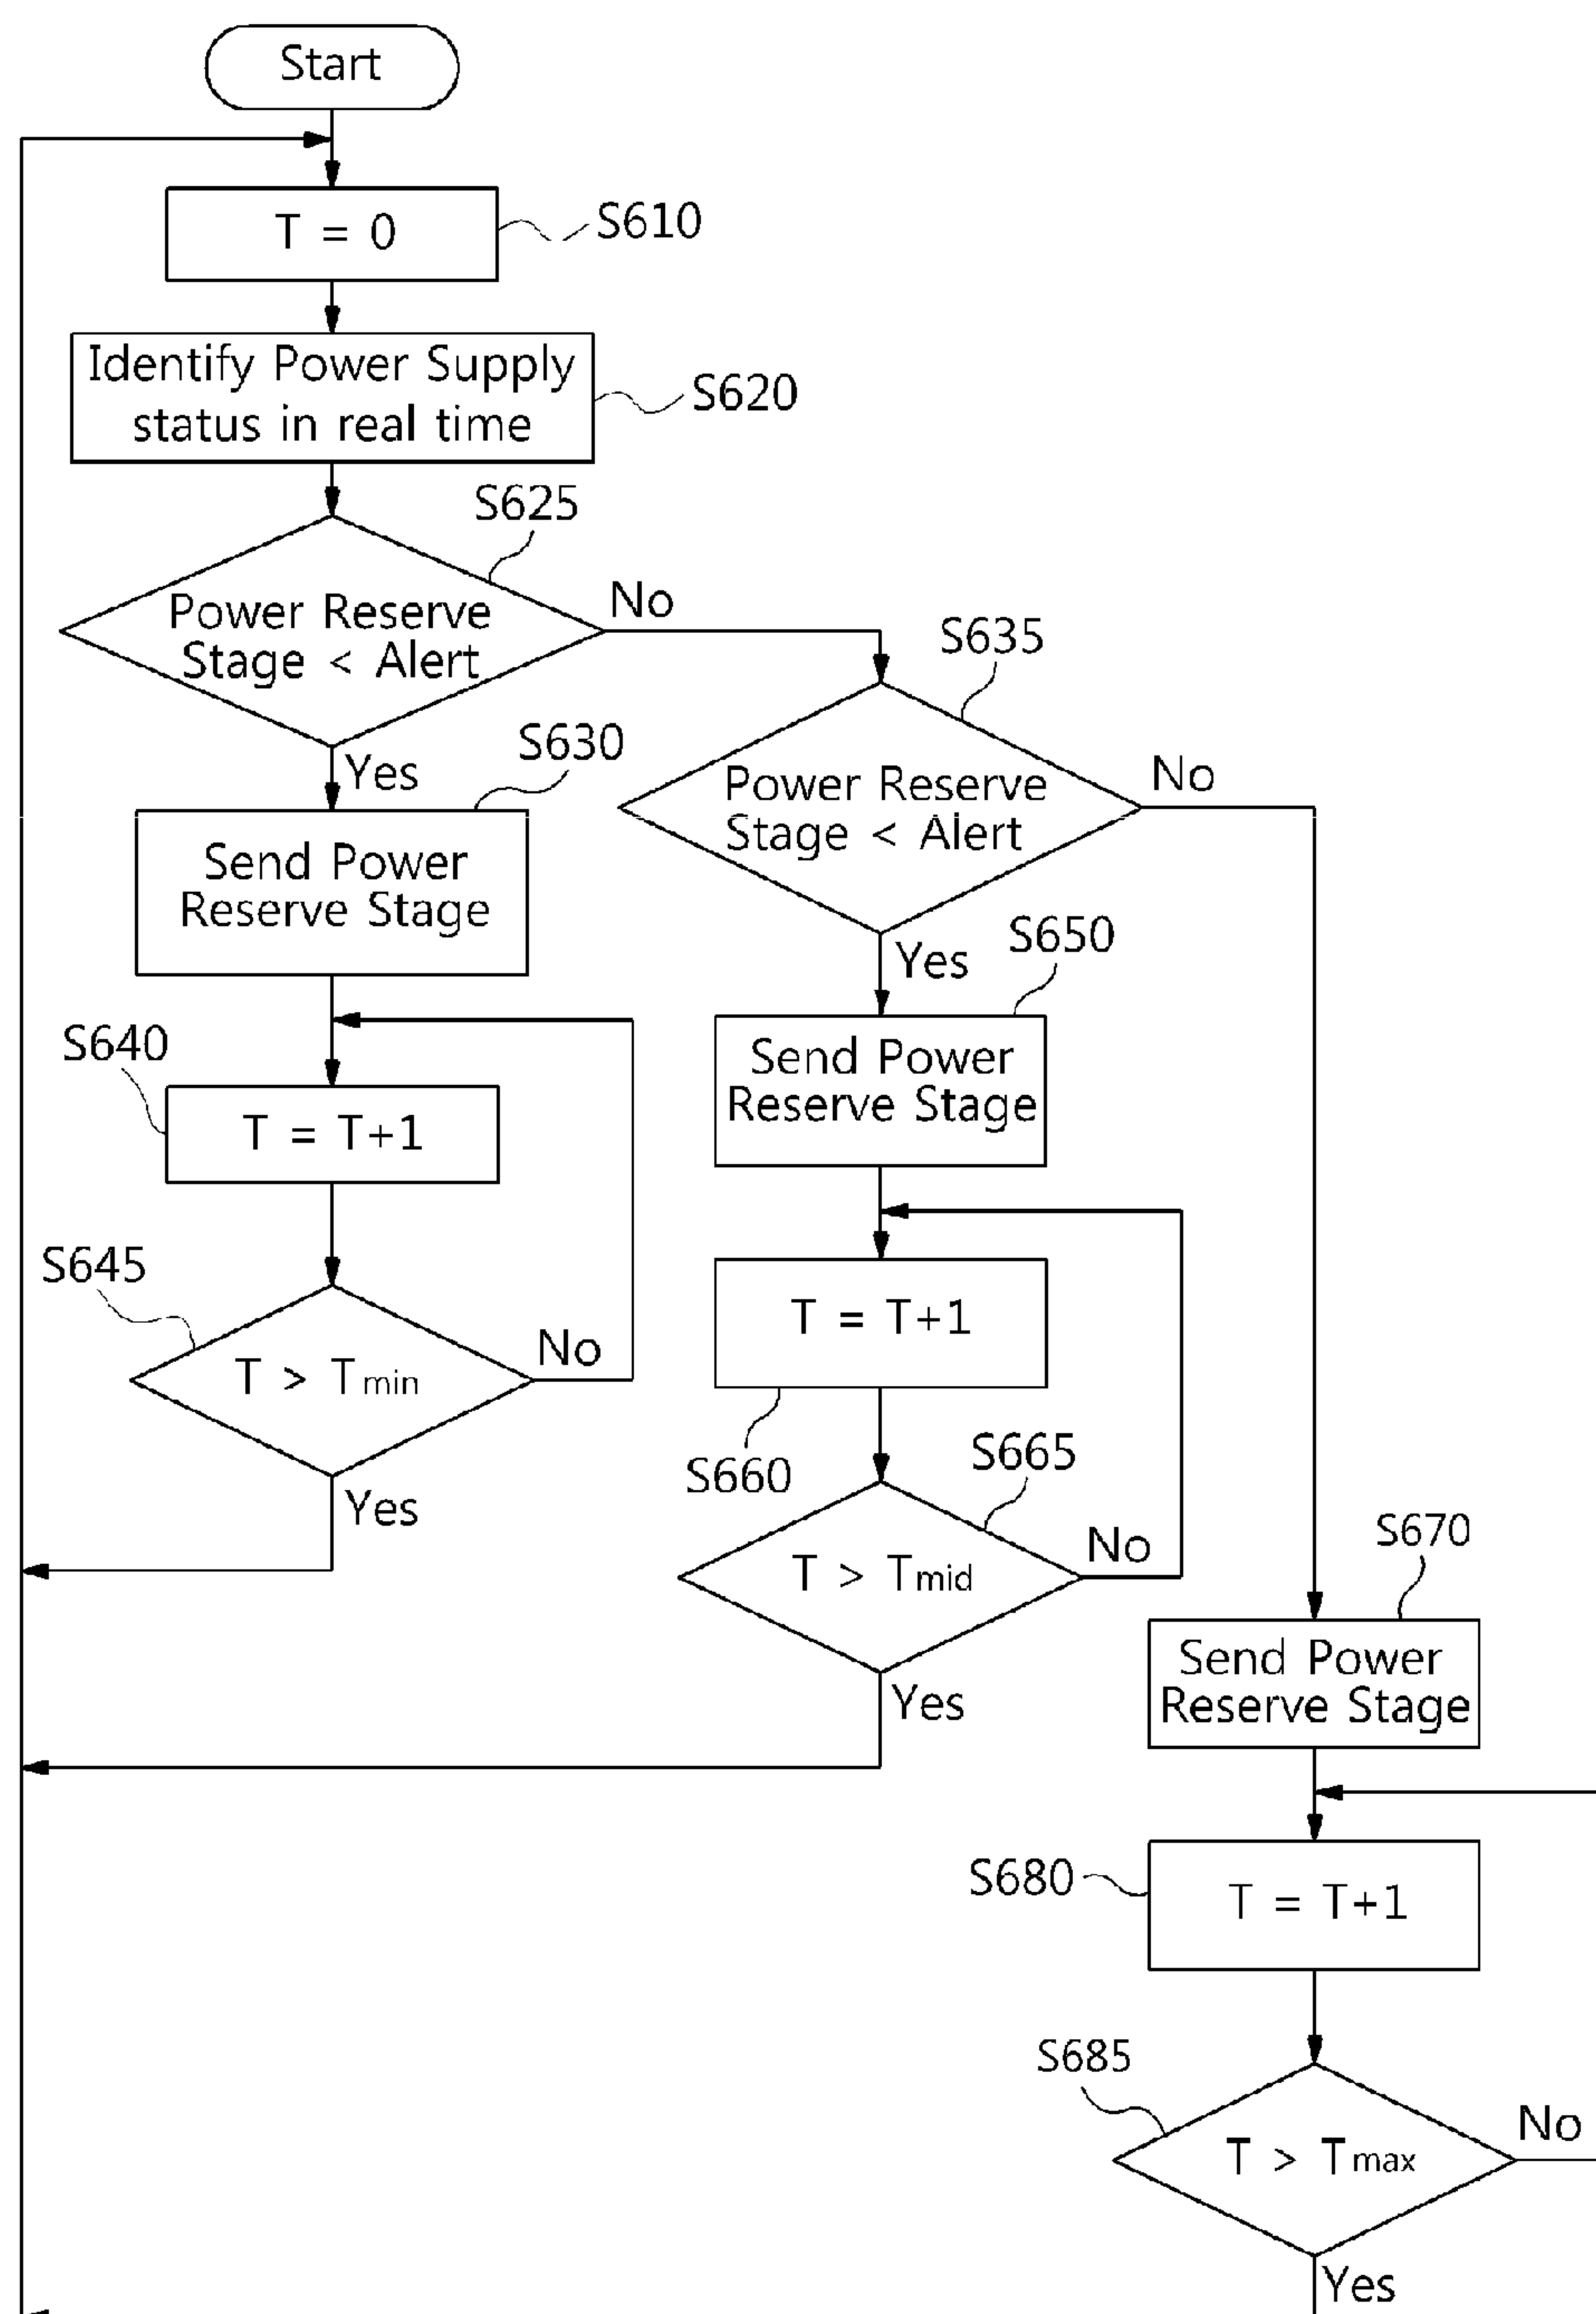 Start
T = 0
S610
Identify Power Supply
status in real time
S620
S625
Power Reserve
Stage < Alert
No
Yes
S635
Power Reserve
Stage < Alert
No
Yes
S630
Send Power
Reserve Stage
S640
T = T+1
S645
T > Tmin
No
Yes
S650
Send Power
Reserve Stage
T = T+1
S660
S665
T > Tmid
No
Yes
S670
Send Power
Reserve Stage
S680
T = T+1
S685
T > Tmax
No
Yes